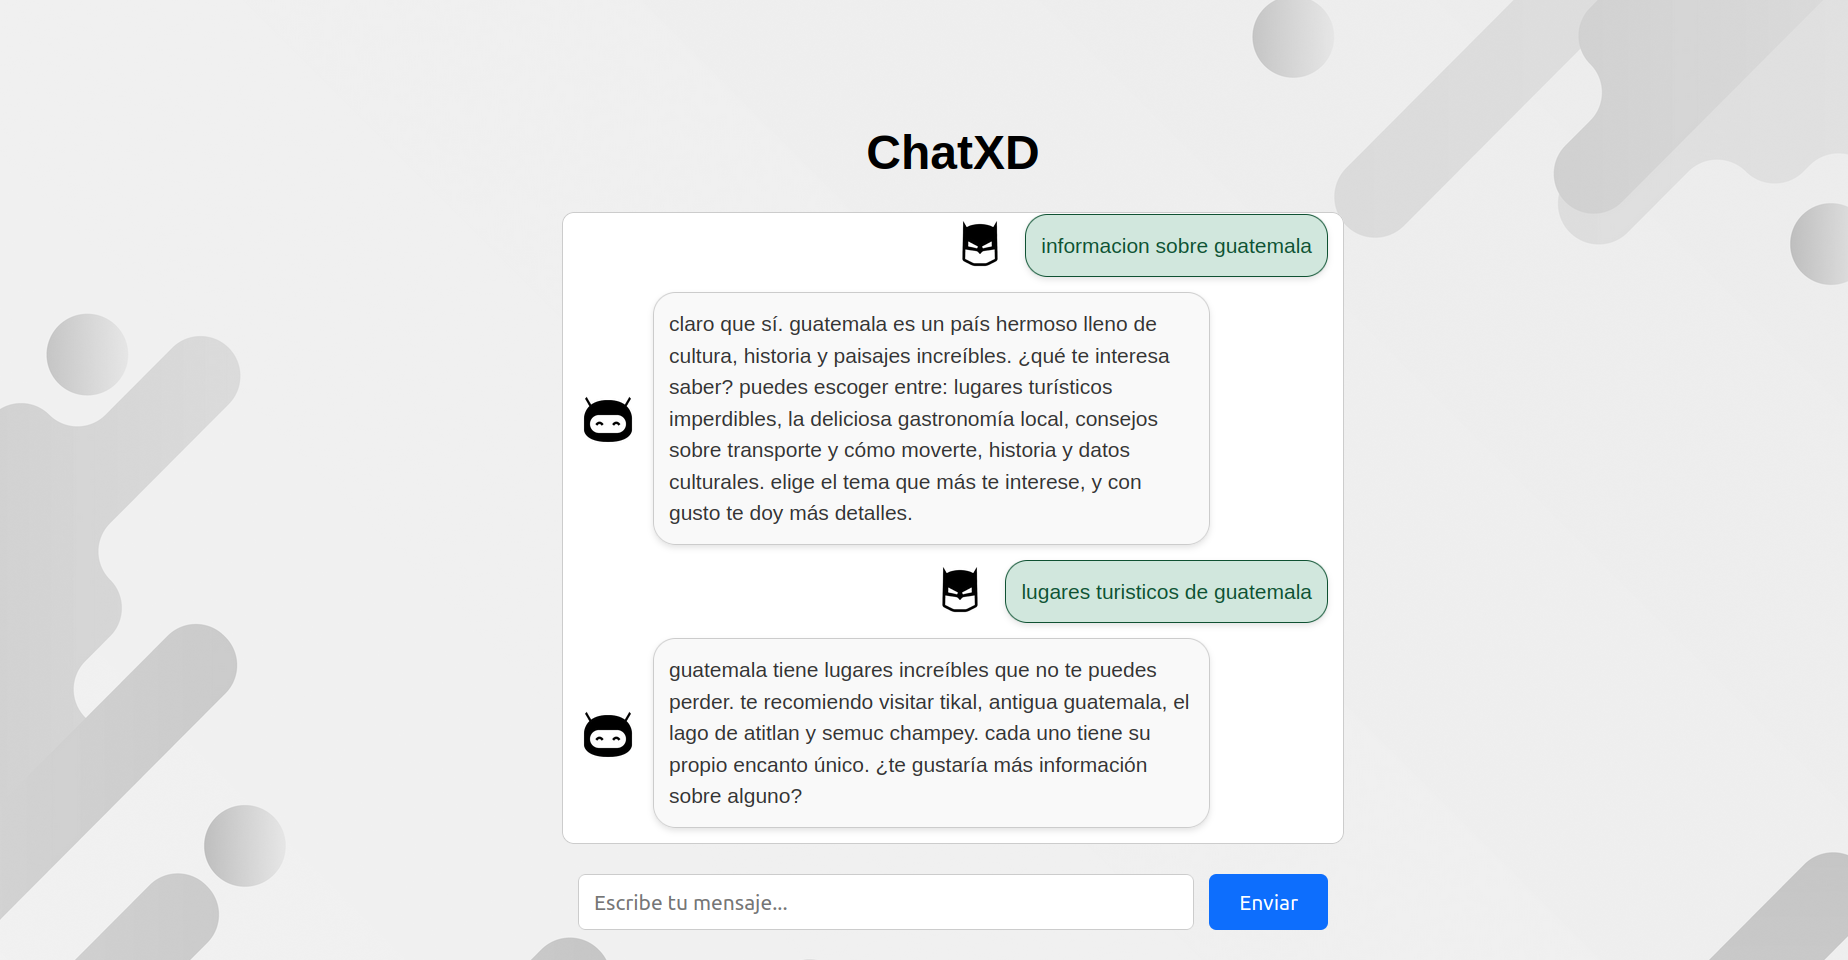 ChatXD
informacion sobre guatemala
claro que sí. guatemala es un país hermoso lleno de
cultura, historia y paisajes increíbles. ¿qué te interesa
saber? puedes escoger entre: lugares turísticos
imperdibles, la deliciosa gastronomía local, consejos
sobre transporte y cómo moverte, historia y datos
culturales. elige el tema que más te interese, y con
gusto te doy más detalles.
lugares turisticos de guatemala
guatemala tiene lugares increíbles que no te puedes
perder. te recomiendo visitar tikal, antigua guatemala, el
lago de atitlan y semuc champey. cada uno tiene su
propio encanto único. ¿te gustaría más información
sobre alguno?
Escribe tu mensaje...
Enviar